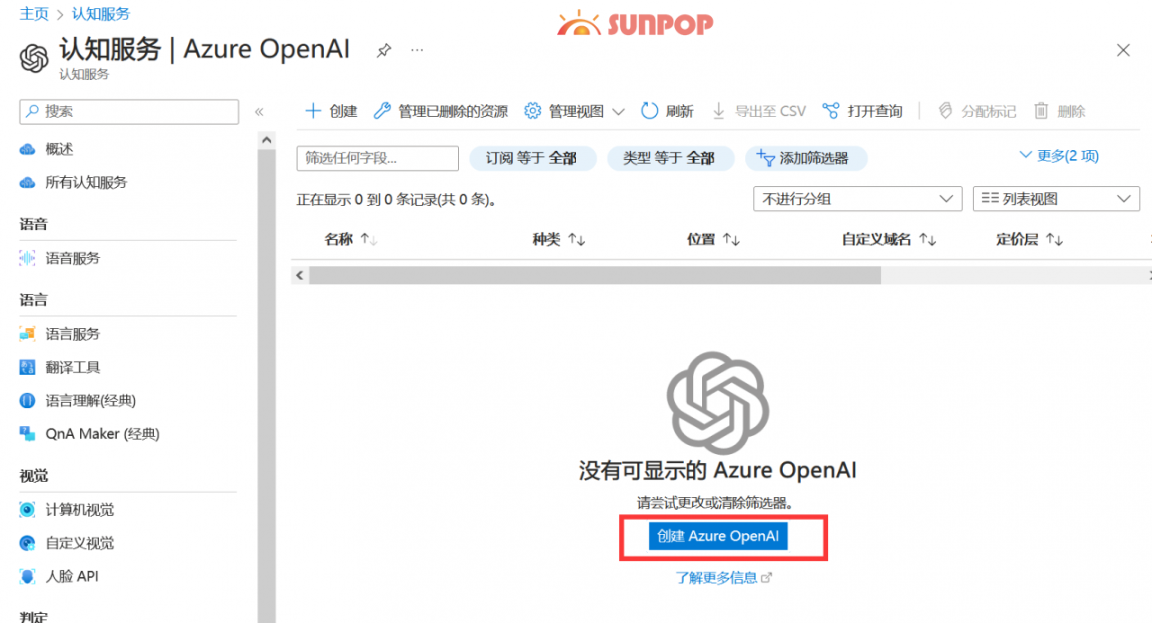 主页 > 认知服务
SUNPOP
认知服务 | Azure OpenAI
认知服务
搜索
概述
所有认知服务
语音
语音服务
语言
语言服务
翻译工具
语言理解(经典)
QnA Maker (经典)
视觉
计算机视觉
自定义视觉
人脸 API
判定
创建 管理已删除的资源 管理视图 刷新 导出至 CSV 打开查询 分配标记 删除
筛选任何字段... 订阅 等于 全部 类型 等于 全部 添加筛选器 更多(2 项)
正在显示 0 到 0 条记录(共 0 条)。 不进行分组 列表视图
名称 种类 位置 自定义域名 定价层
没有可显示的 Azure OpenAI
请尝试更改或清除筛选器。
创建 Azure OpenAI
了解更多信息